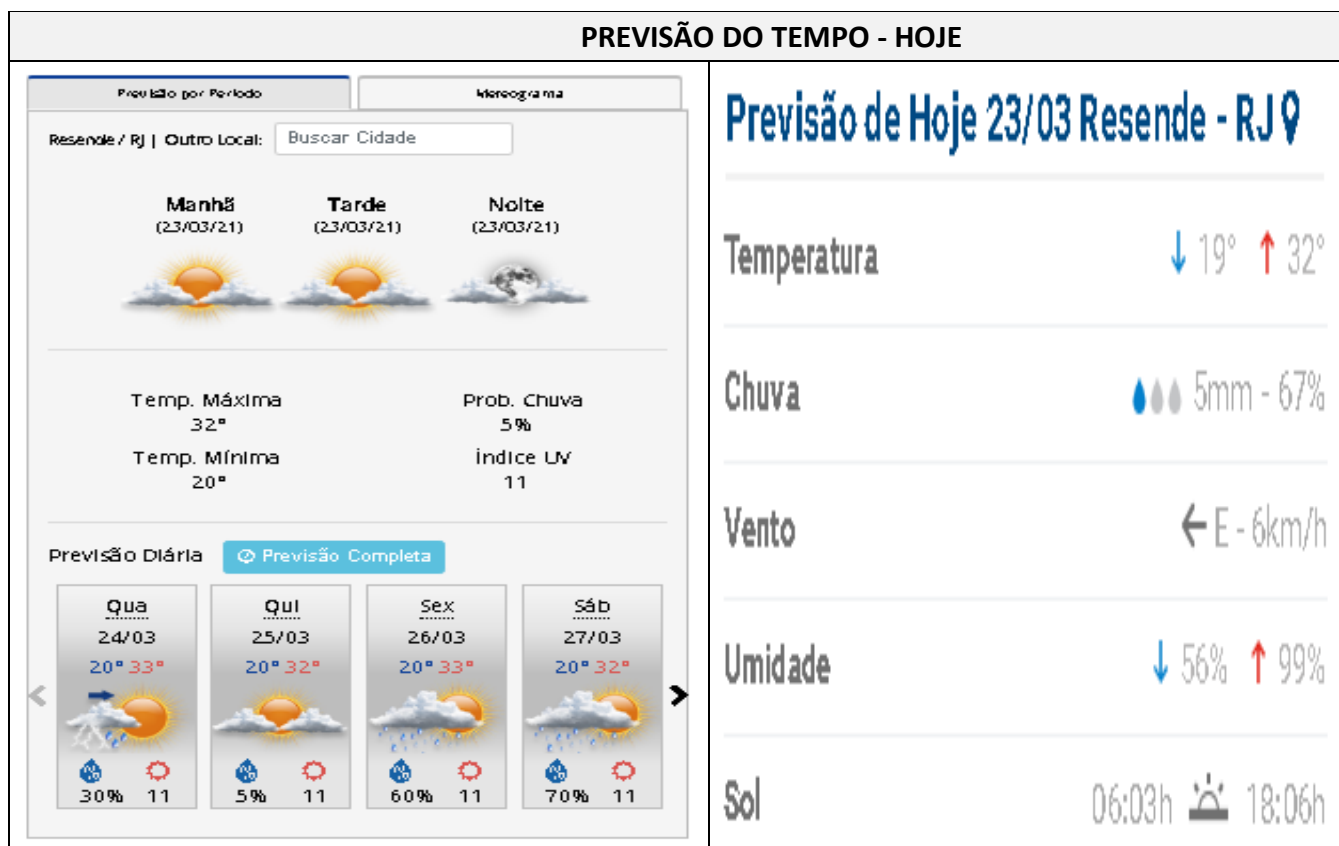 PREVISÃO DO TEMPO - HOJE
Previsão por Período
Meteograma
Resende / RJ | Outro Local: Buscar Cidade
Manhã Tarde Noite
(23/03/21) (23/03/21) (23/03/21)
Temp. Máxima Prob. Chuva
32° 5%
Temp. Mínima Índice UV
20° 11
Previsão Diária Previsão Completa
Qua Qui Sex Sáb
24/03 25/03 26/03 27/03
20° 33° 20° 32° 20° 33° 20° 32°
30% 11 5% 11 60% 11 70% 11
Previsão de Hoje 23/03 Resende - RJ
Temperatura 19° 32°
Chuva 5mm - 67%
Vento E - 6km/h
Umidade 56% 99%
Sol 06:03h 18:06h